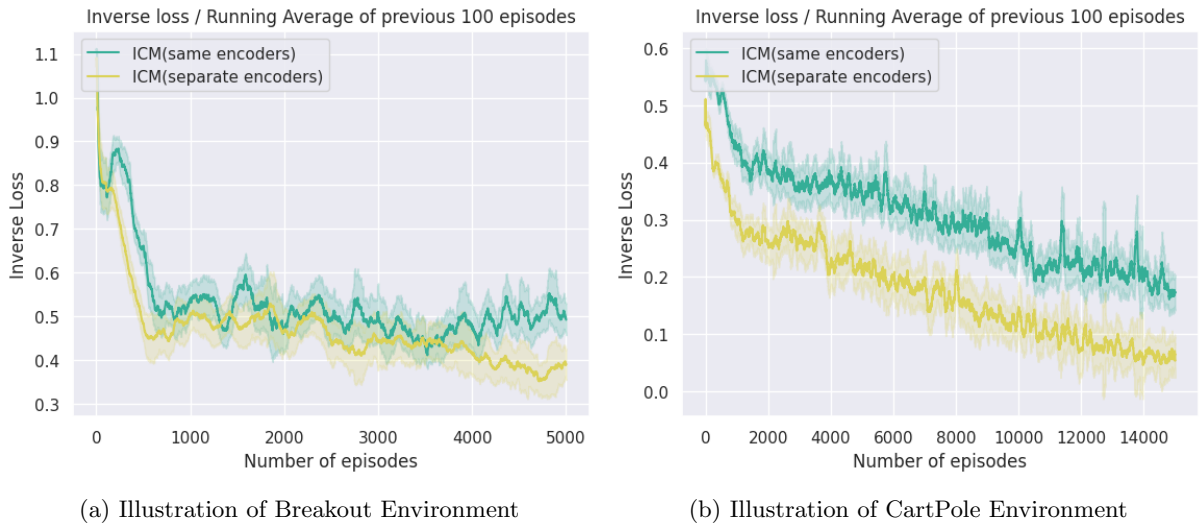 Inverse loss / Running Average of previous 100 episodes
ICM(same encoders)
ICM(separate encoders)
1.1
1.0
0.9
0.8
0.7
0.6
0.5
0.4
0.3
Inverse Loss
0 1000 2000 3000 4000 5000
Number of episodes
(a) Illustration of Breakout Environment
Inverse loss / Running Average of previous 100 episodes
ICM(same encoders)
ICM(separate encoders)
0.6
0.5
0.4
0.3
0.2
0.1
0.0
Inverse Loss
0 2000 4000 6000 8000 10000 12000 14000
Number of episodes
(b) Illustration of CartPole Environment